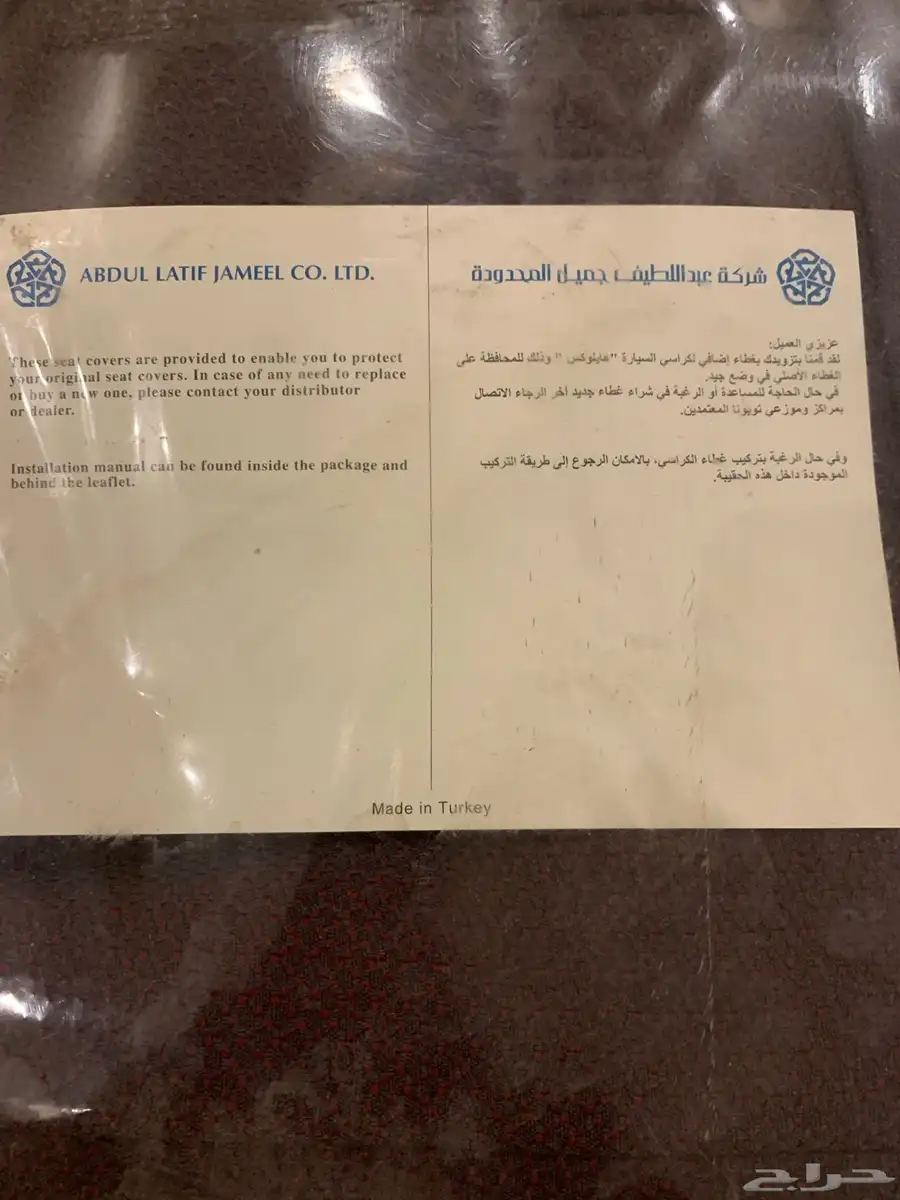 ABDUL LATIF JAMEEL CO. LTD.
These seat covers are provided to enable you to protect
your original seat covers. In case of any need to replace
or buy a new one, please contact your distributor
or dealer.
Installation manual can be found inside the package and
behind the leaflet.
شركة عبداللطيف جميل المحدودة
عزيزي العميل:
لقد قمنا بتزويدك بغطاء إضافي لكراسي السيارة "هايلوكس" وذلك للمحافظة على
الغطاء الأصلي في وضع جيد.
في حال الحاجة للمساعدة أو الرغبة في شراء غطاء جديد آخر الرجاء الاتصال
بمراكز وموزعي تويوتا المعتمدين.
وفي حال الرغبة بتركيب غطاء الكراسي، بالامكان الرجوع إلى طريقة التركيب
الموجودة داخل هذه الحقيبة.
Made in Turkey
حراج